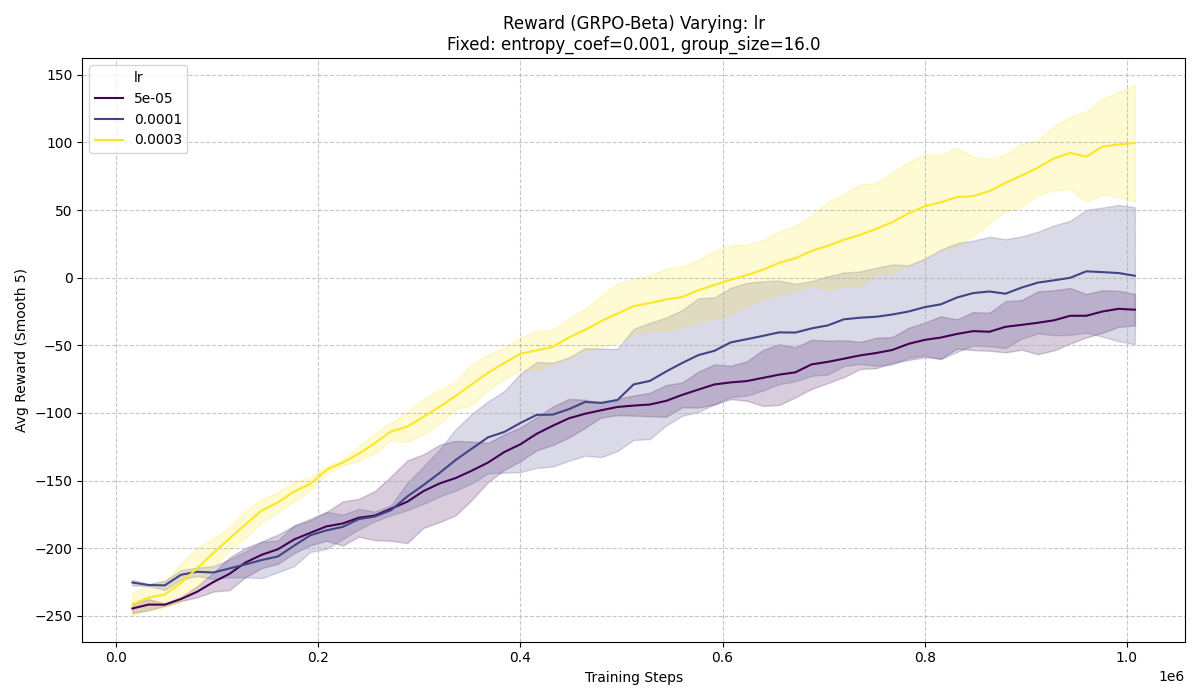 Reward (GRPO-Beta) Varying: lr
Fixed: entropy_coef=0.001, group_size=16.0
lr
5e-05
0.0001
0.0003
Avg Reward (Smooth 5)
150
100
50
0
−50
−100
−150
−200
−250
0.0
0.2
0.4
0.6
0.8
1.0
1e6
Training Steps